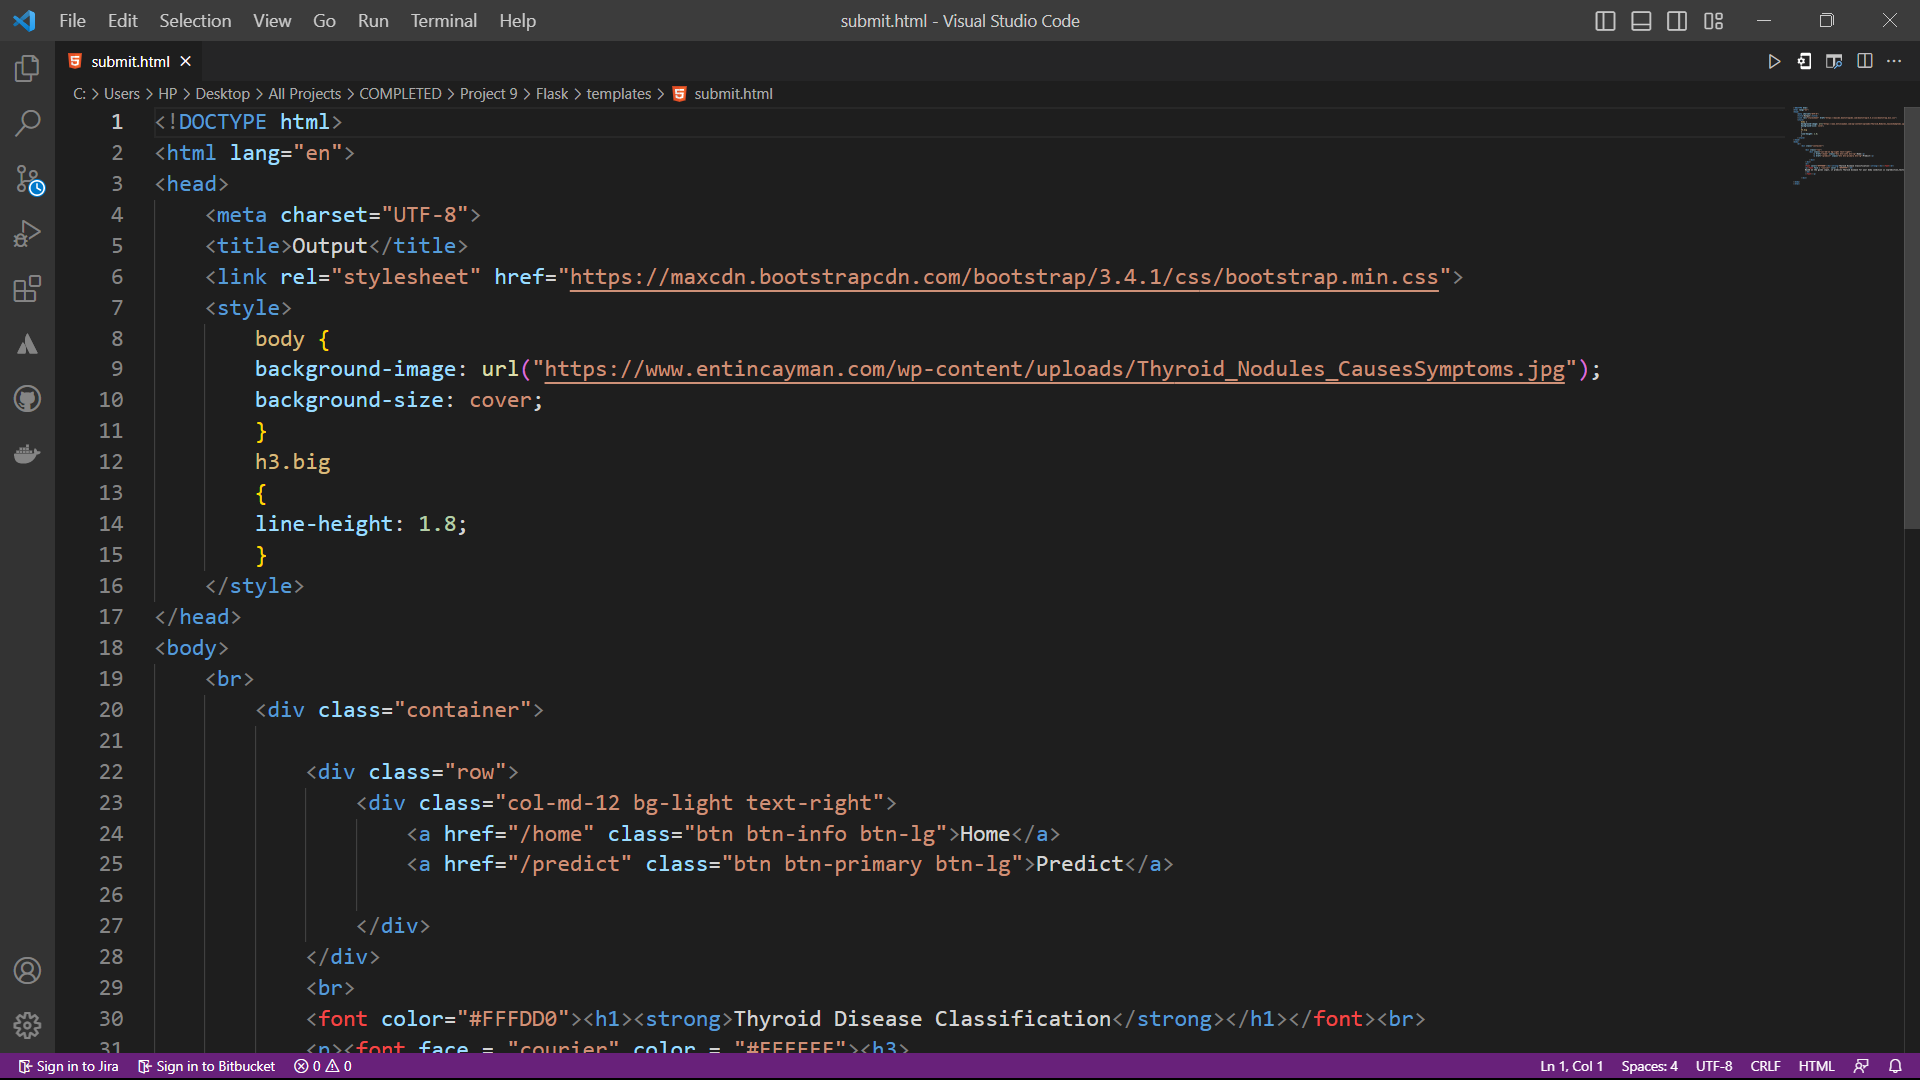 File Edit Selection View Go Run Terminal Help
submit.html - Visual Studio Code
submit.html
C: > Users > HP > Desktop > All Projects > COMPLETED > Project 9 > Flask > templates > submit.html
1 <!DOCTYPE html>
2 <html lang="en">
3 <head>
4 <meta charset="UTF-8">
5 <title>Output</title>
6 <link rel="stylesheet" href="https://maxcdn.bootstrapcdn.com/bootstrap/3.4.1/css/bootstrap.min.css">
7 <style>
8 body {
9 background-image: url("https://www.entincayman.com/wp-content/uploads/Thyroid_Nodules_CausesSymptoms.jpg");
10 background-size: cover;
11 }
12 h3.big
13 {
14 line-height: 1.8;
15 }
16 </style>
17 </head>
18 <body>
19 <br>
20 <div class="container">
21
22 <div class="row">
23 <div class="col-md-12 bg-light text-right">
24 <a href="/home" class="btn btn-info btn-lg">Home</a>
25 <a href="/predict" class="btn btn-primary btn-lg">Predict</a>
26
27 </div>
28 </div>
29 <br>
30 <font color="#FFFDD0"><h1><strong>Thyroid Disease Classification</strong></h1></font><br>
31 <p><font face = "courier" color = "#FFFFFF"><h3>
Sign in to Jira Sign in to Bitbucket 0 0
Ln 1, Col 1 Spaces: 4 UTF-8 CRLF HTML